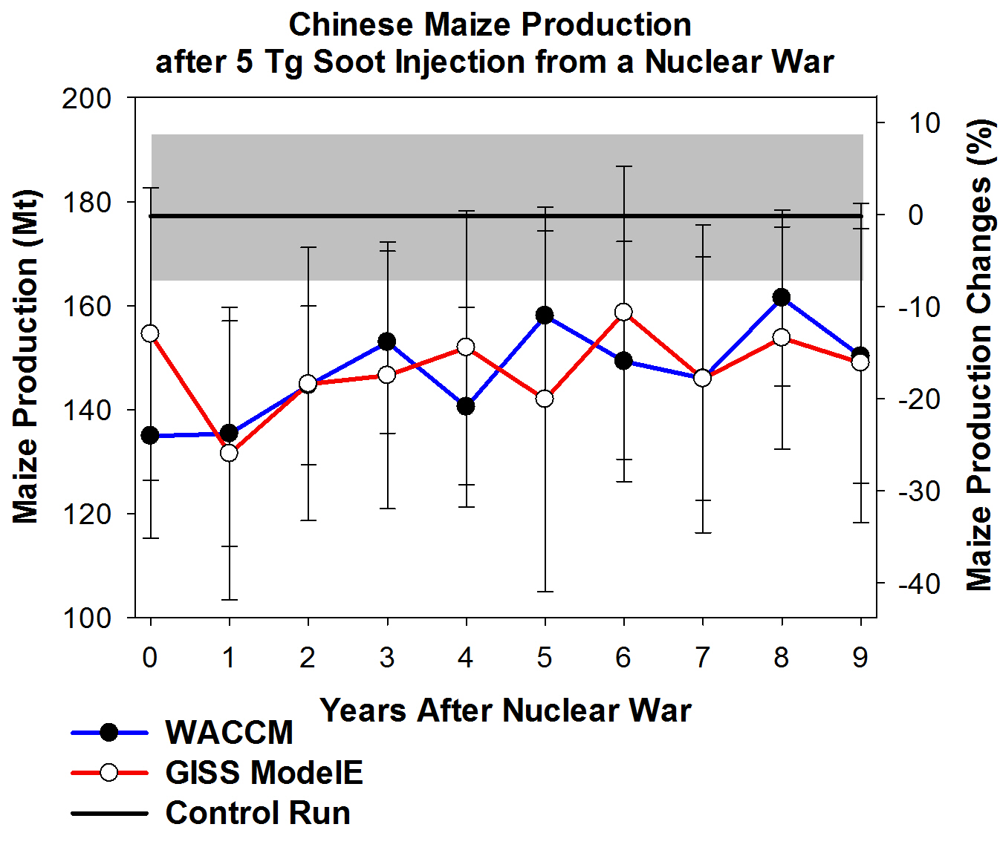 Chinese Maize Production
after 5 Tg Soot Injection from a Nuclear War
Maize Production (Mt)
200
180
160
140
120
100
10
0
-10
-20
-30
-40
Maize Production Changes (%)
0 1 2 3 4 5 6 7 8 9
Years After Nuclear War
WACCM
GISS ModelE
Control Run